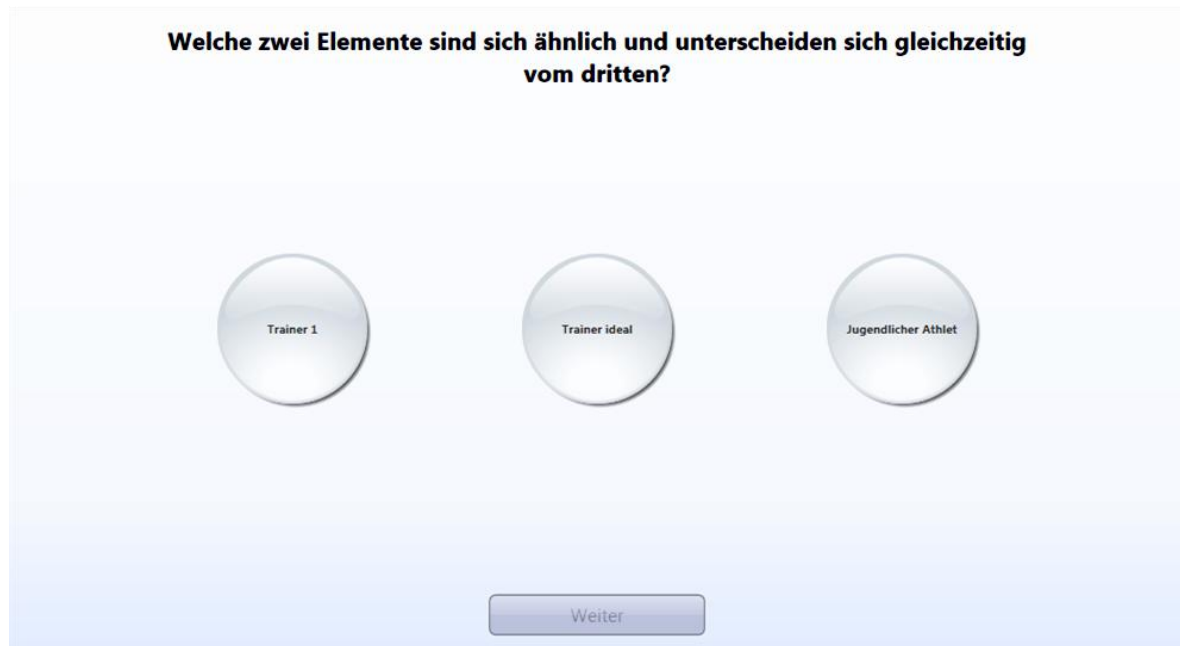 Welche zwei Elemente sind sich ähnlich und unterscheiden sich gleichzeitig
vom dritten?
Trainer 1
Trainer ideal
Jugendlicher Athlet
Weiter